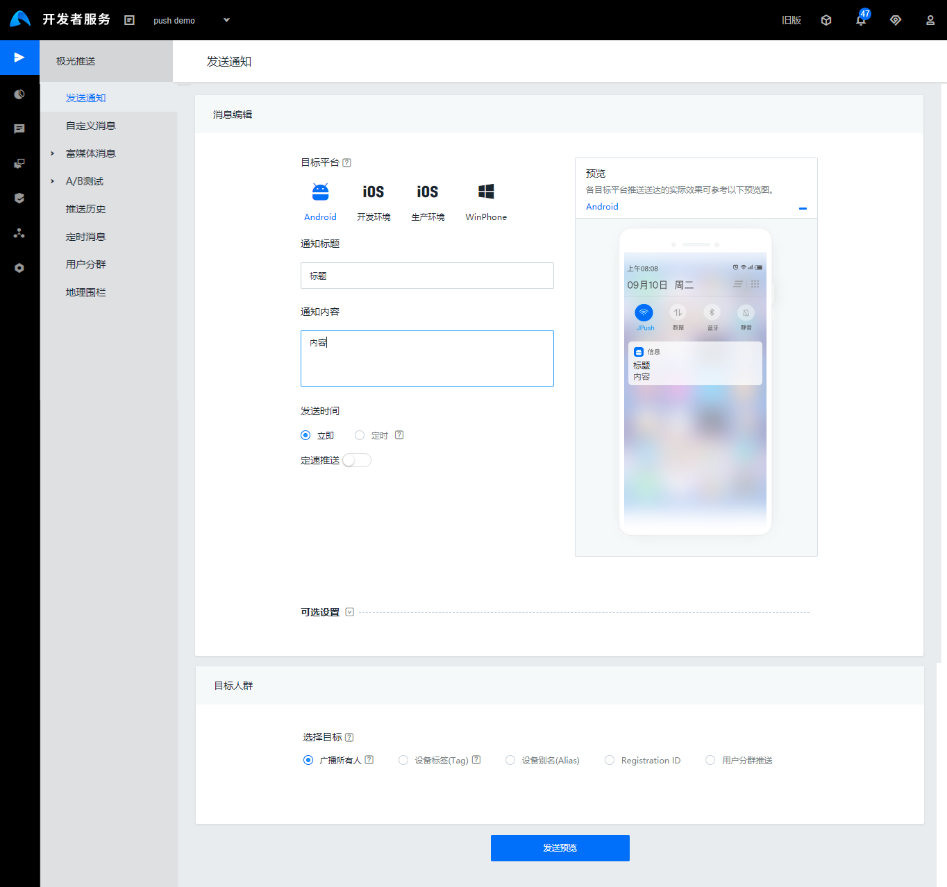 开发者服务
push demo
旧版
47
极光推送
发送通知
自定义消息
富媒体消息
A/B测试
推送历史
定时消息
用户分群
地理围栏
发送通知
消息编辑
目标平台 ?
iOS iOS
Android 开发环境 生产环境 WinPhone
通知标题
标题
通知内容
内容
发送时间
立即 定时 ?
定速推送
预览
各目标平台推送送达的实际效果可参考以下预览图。
Android
上午08:08
09月10日 周二
JPush 数据 蓝牙 静音
信息
标题
内容
可选设置
目标人群
选择目标 ?
广播所有人 ? 设备标签(Tag) ? 设备别名(Alias) Registration ID 用户分群推送
发送预览